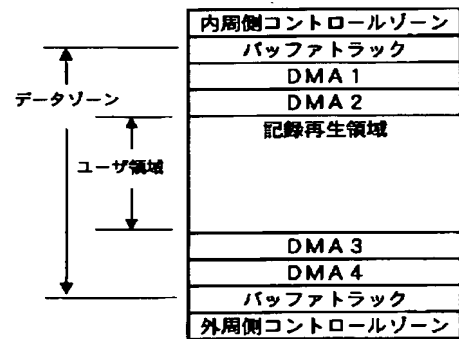 内周側コントロールゾーン
バッファトラック
DMA1
DMA2
データゾーン
記録再生領域
ユーザ領域
DMA3
DMA4
バッファトラック
外周側コントロールゾーン